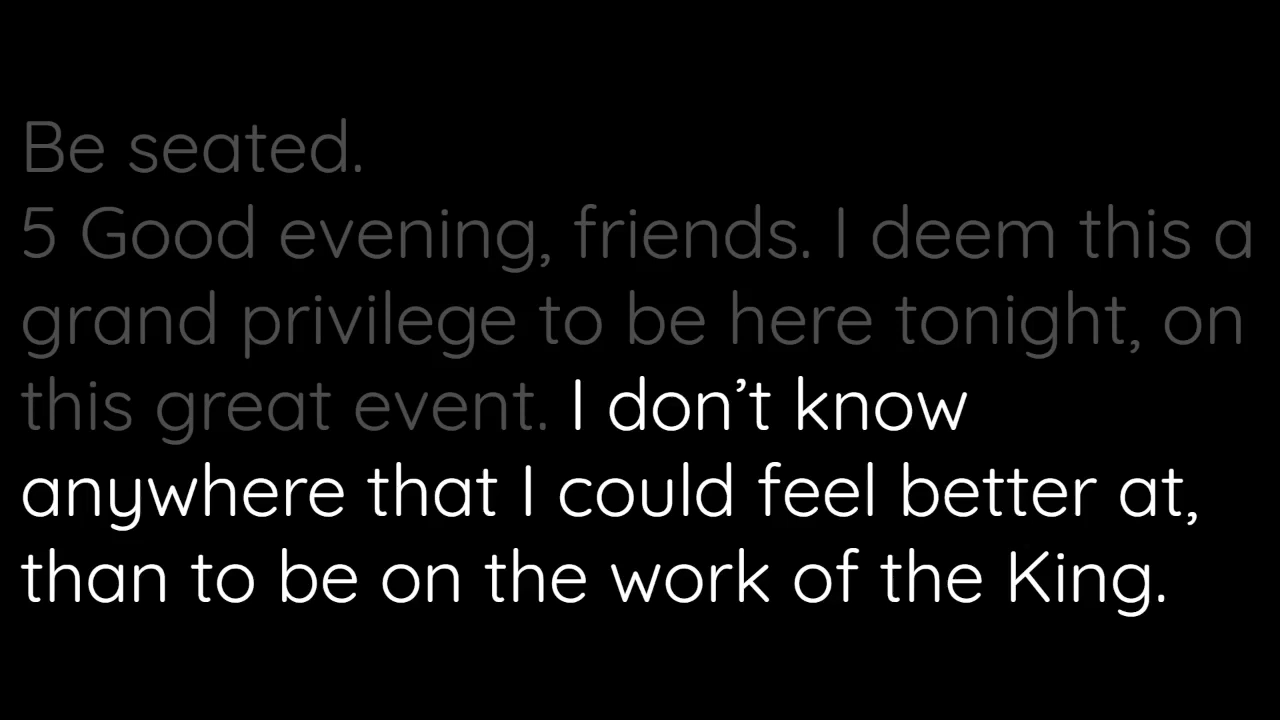 Be seated.
5 Good evening, friends. I deem this a
grand privilege to be here tonight, on
this great event. I don’t know
anywhere that I could feel better at,
than to be on the work of the King.